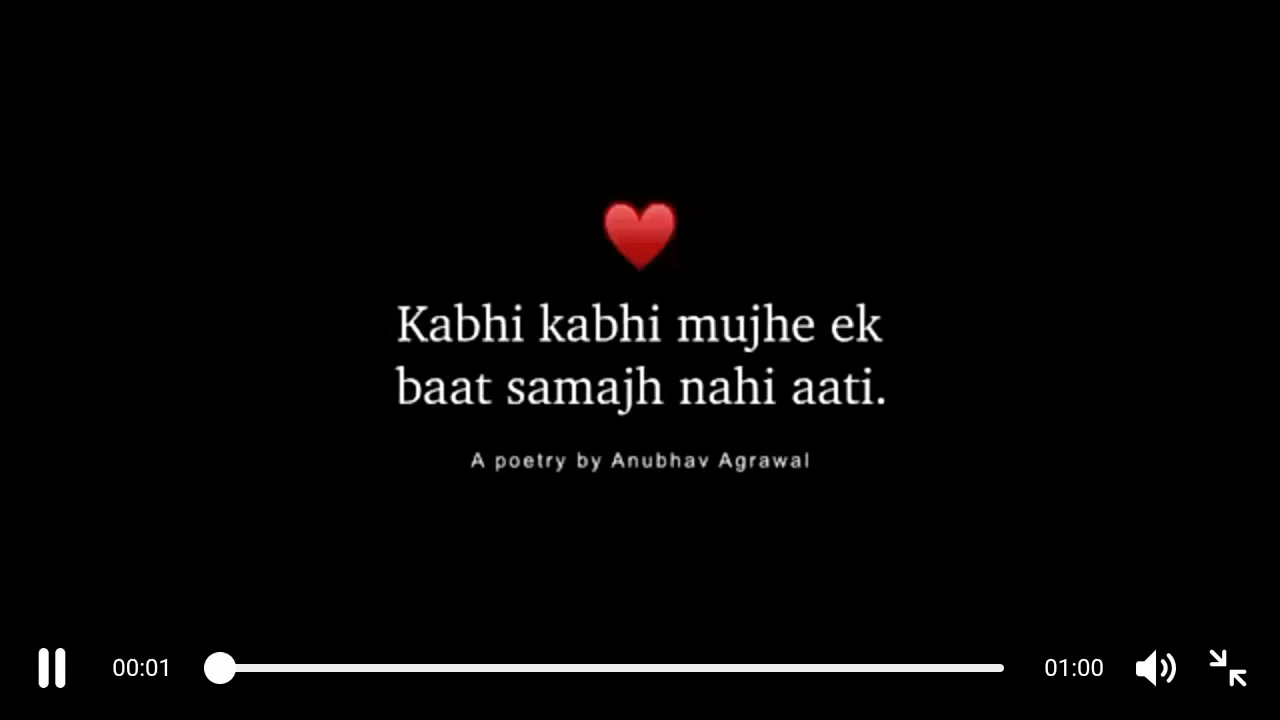 Kabhi kabhi mujhe ek
baat samajh nahi aati.
A poetry by Anubhav Agrawal
00:01
01:00